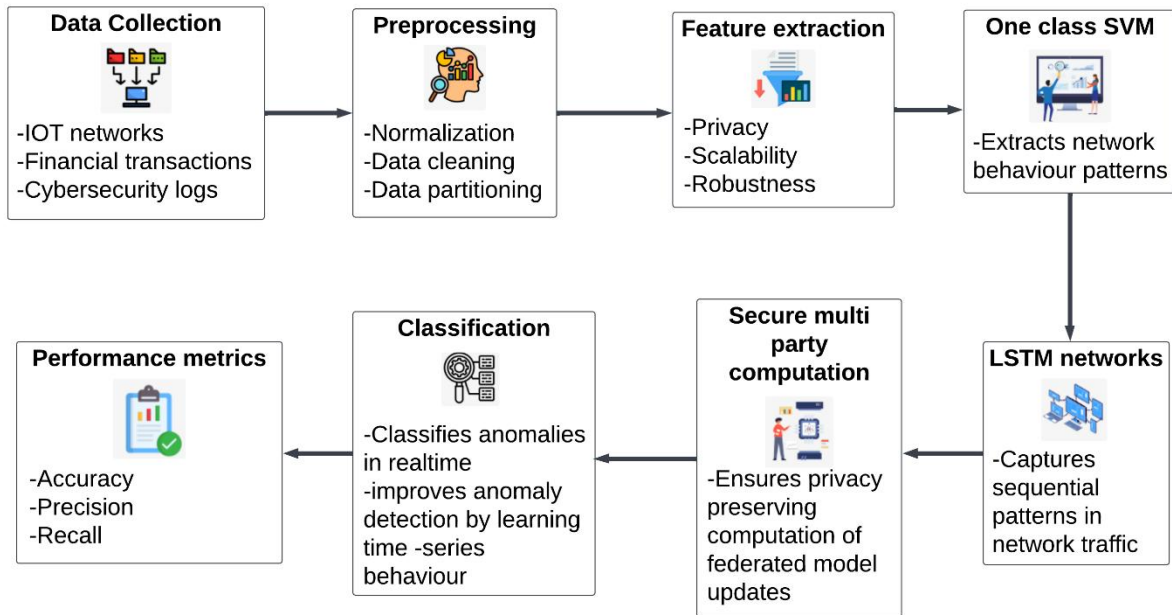 Data Collection
-IOT networks
-Financial transactions
-Cybersecurity logs
Preprocessing
-Normalization
-Data cleaning
-Data partitioning
Feature extraction
-Privacy
-Scalability
-Robustness
One class SVM
-Extracts network
behaviour patterns
LSTM networks
-Captures
sequential
patterns in
network traffic
Secure multi
party
computation
-Ensures privacy
preserving
computation of
federated model
updates
Classification
-Classifies anomalies
in realtime
-improves anomaly
detection by learning
time -series
behaviour
Performance metrics
-Accuracy
-Precision
-Recall